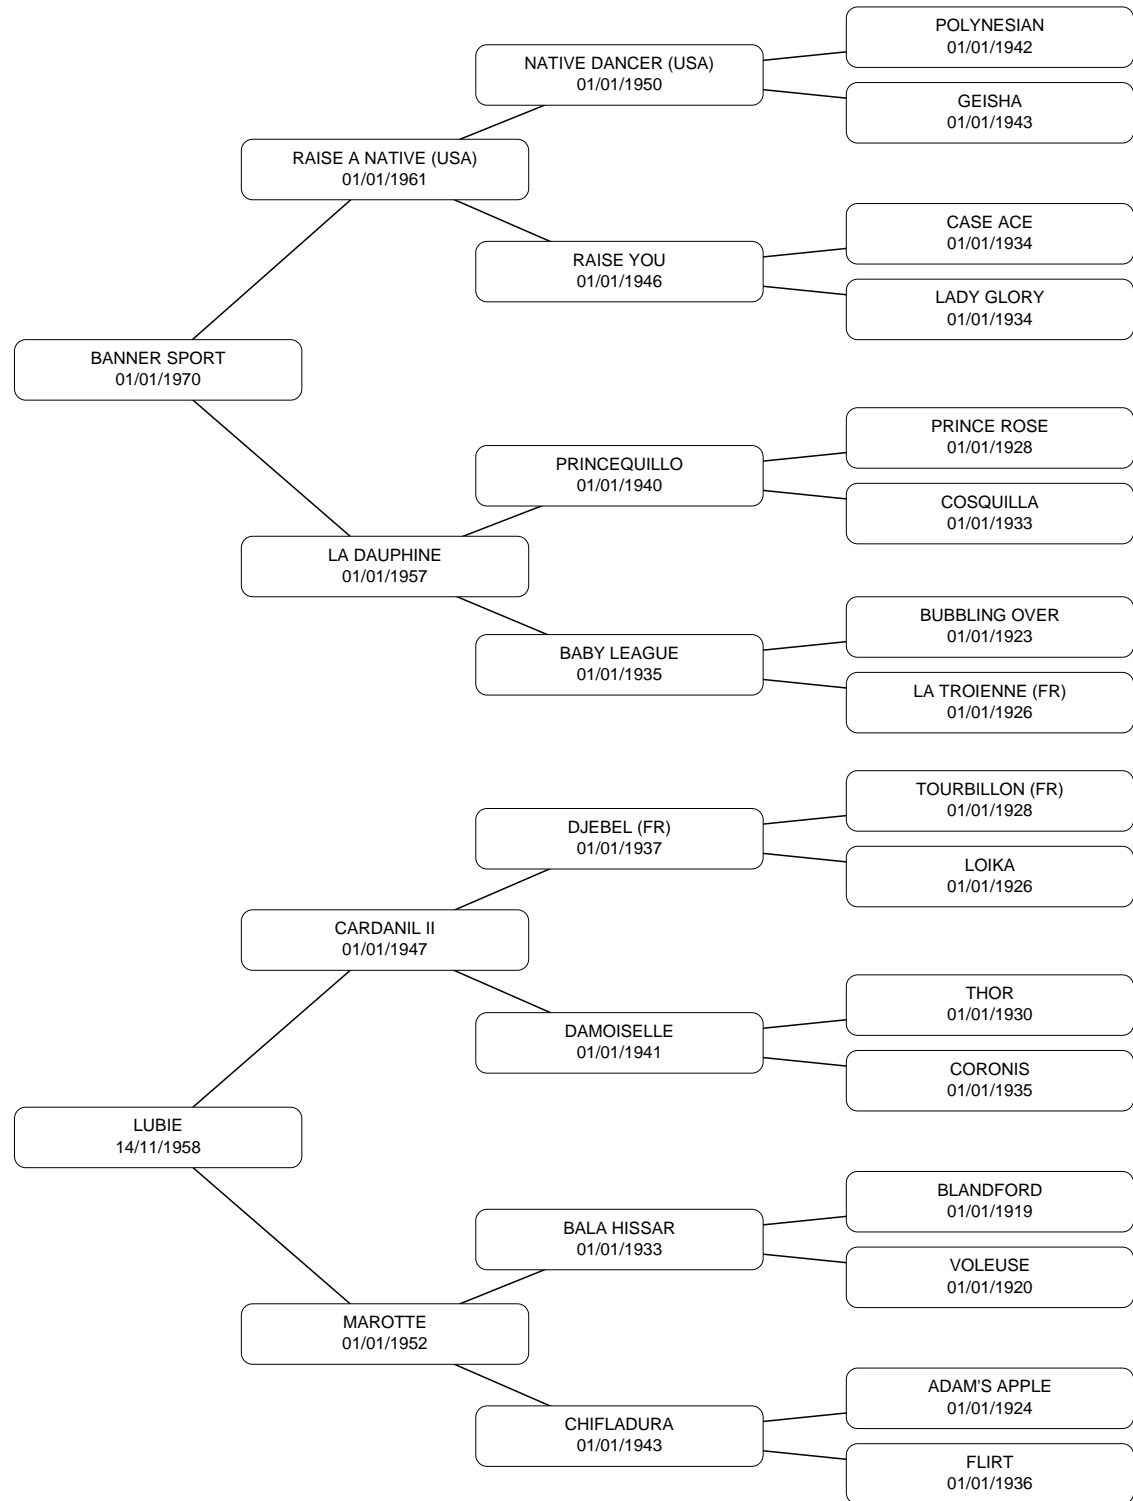 POLYNESIAN
01/01/1942
NATIVE DANCER (USA)
01/01/1950
GEISHA
01/01/1943
RAISE A NATIVE (USA)
01/01/1961
CASE ACE
01/01/1934
RAISE YOU
01/01/1946
LADY GLORY
01/01/1934
BANNER SPORT
01/01/1970
PRINCE ROSE
01/01/1928
PRINCEQUILLO
01/01/1940
COSQUILLA
01/01/1933
LA DAUPHINE
01/01/1957
BUBBLING OVER
01/01/1923
BABY LEAGUE
01/01/1935
LA TROIENNE (FR)
01/01/1926
TOURBILLON (FR)
01/01/1928
DJEBEL (FR)
01/01/1937
LOIKA
01/01/1926
CARDANIL II
01/01/1947
THOR
01/01/1930
DAMOISELLE
01/01/1941
CORONIS
01/01/1935
LUBIE
14/11/1958
BLANDFORD
01/01/1919
BALA HISSAR
01/01/1933
VOLEUSE
01/01/1920
MAROTTE
01/01/1952
ADAM'S APPLE
01/01/1924
CHIFLADURA
01/01/1943
FLIRT
01/01/1936